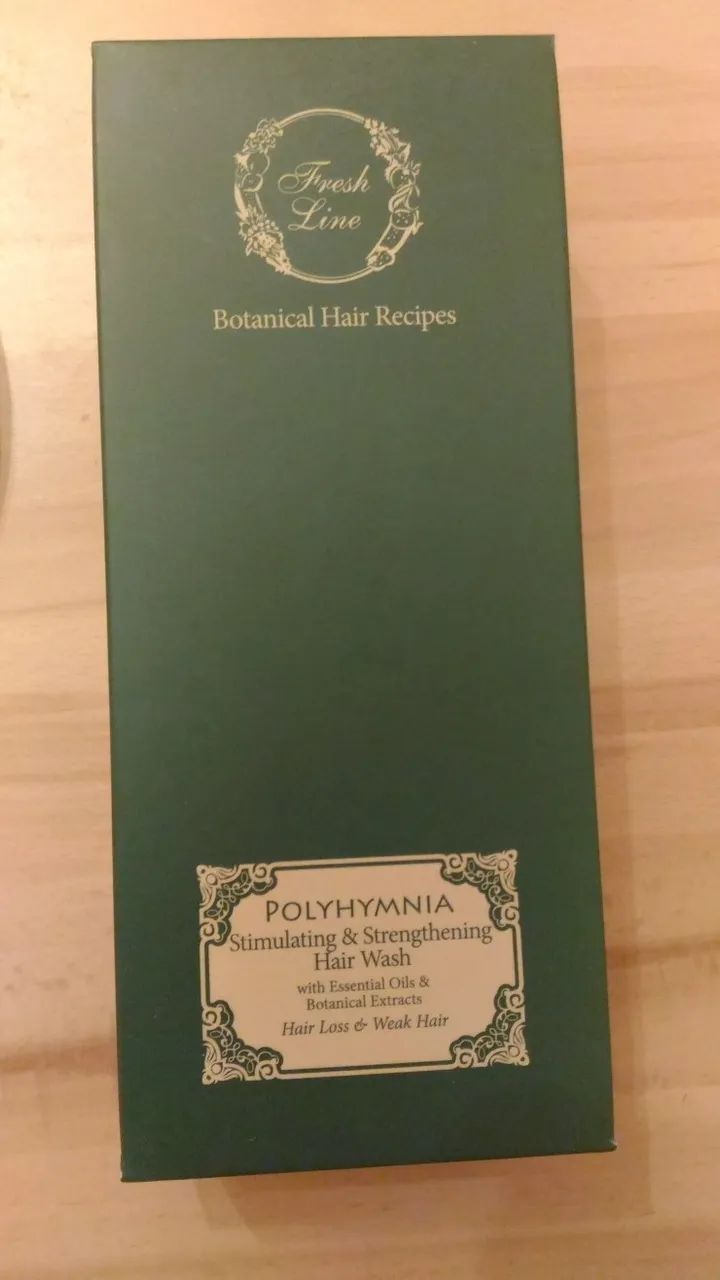 Fresh
Line
Botanical Hair Recipes
POLYHYMNIA
Stimulating & Strengthening
Hair Wash
with Essential Oils &
Botanical Extracts
Hair Loss & Weak Hair